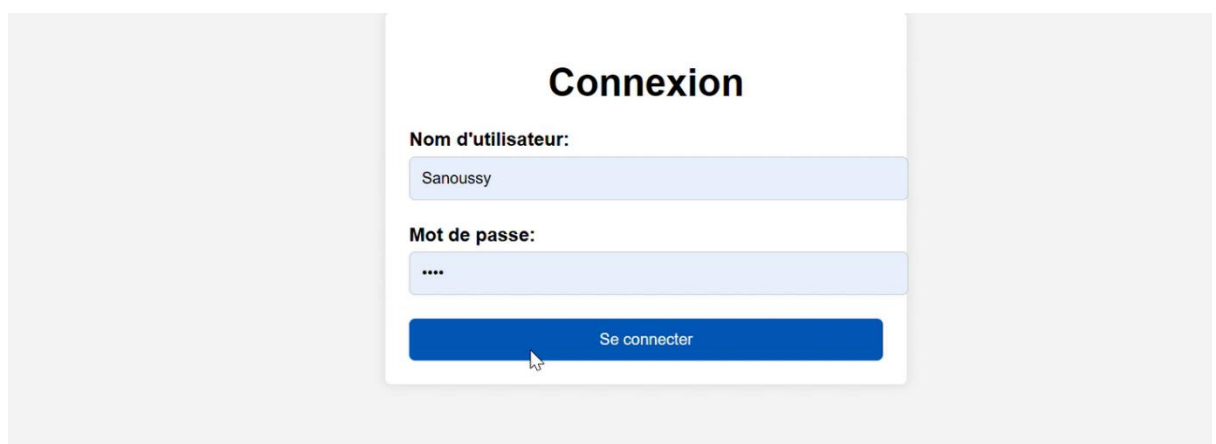 Connexion
Nom d'utilisateur:
Sanoussy
Mot de passe:
••••
Se connecter